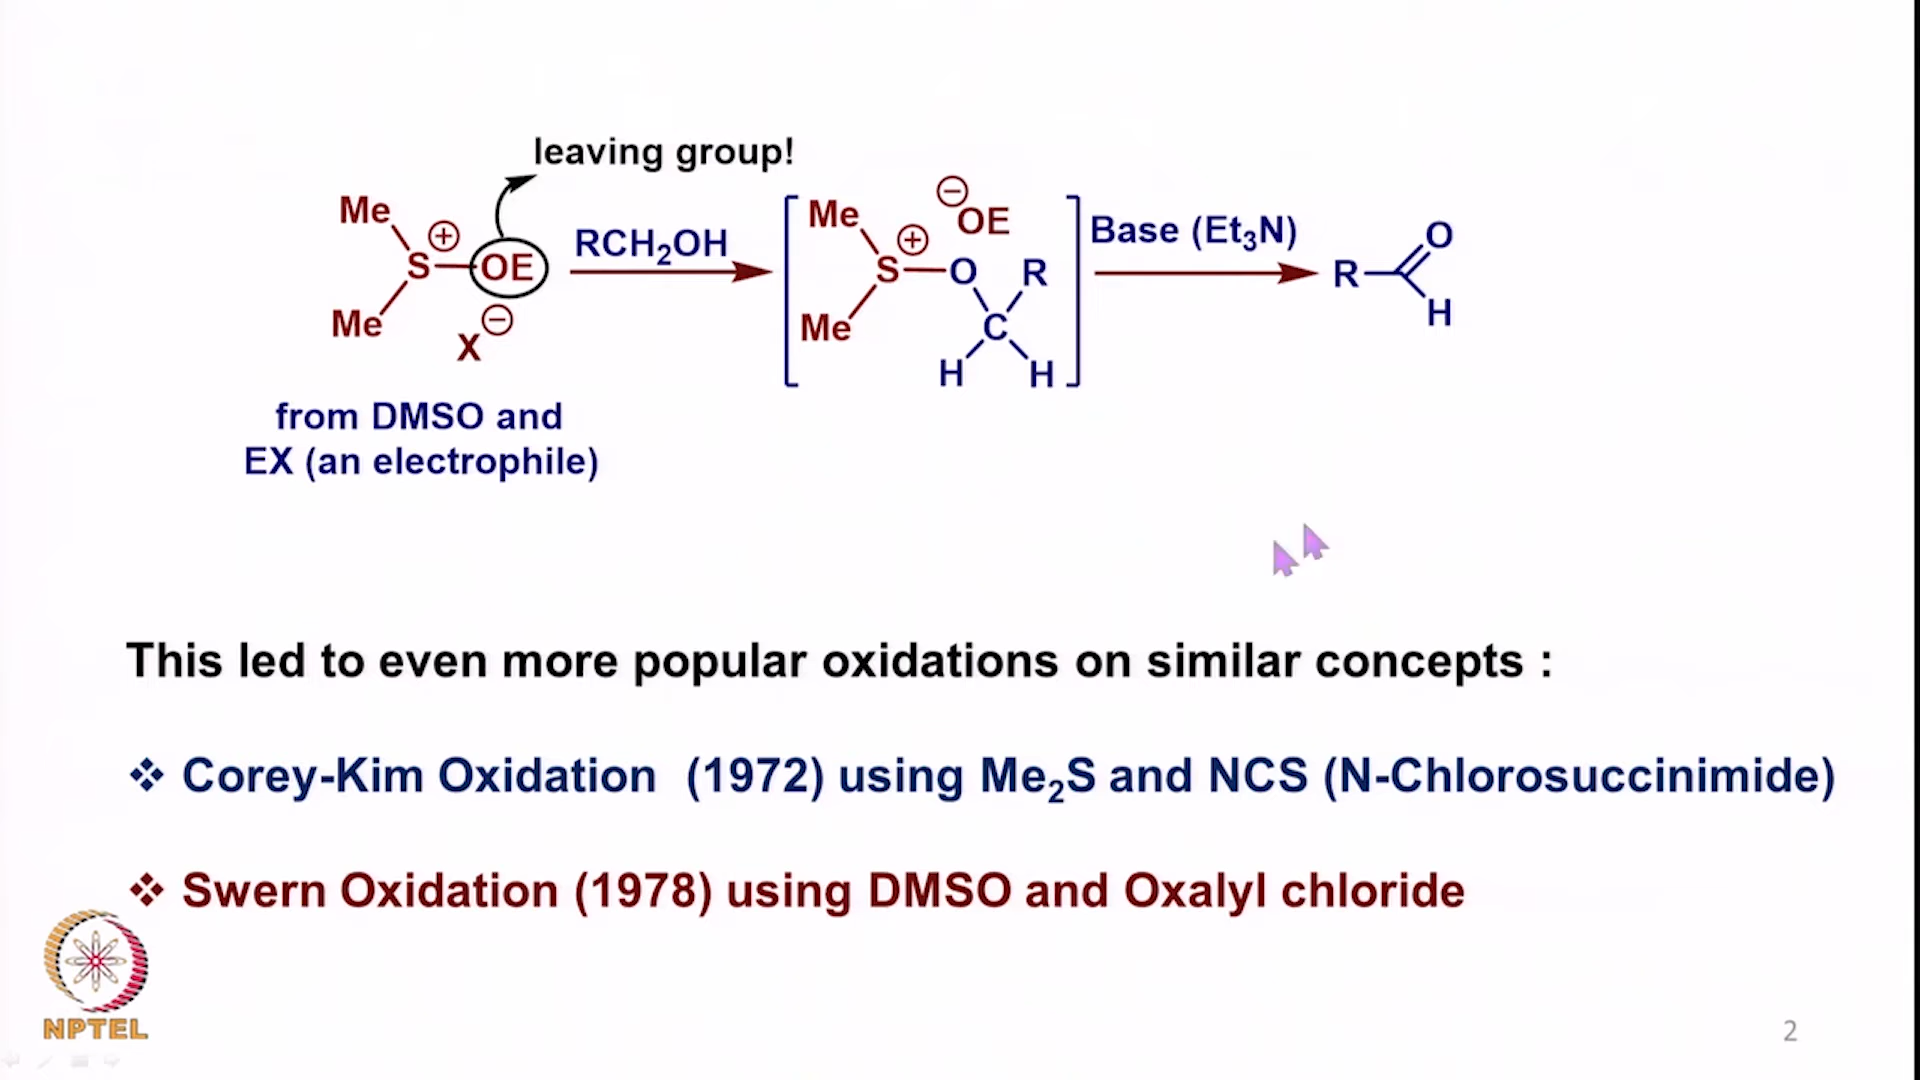 leaving group!
Me
S
⊕
OE
Me
X
⊖
RCH₂OH
Me
S
⊕
⊖
OE
O
R
Me
C
H
H
Base (Et₃N)
R
O
H
from DMSO and
EX (an electrophile)
This led to even more popular oxidations on similar concepts :
❖ Corey-Kim Oxidation (1972) using Me₂S and NCS (N-Chlorosuccinimide)
❖ Swern Oxidation (1978) using DMSO and Oxalyl chloride
NPTEL
2